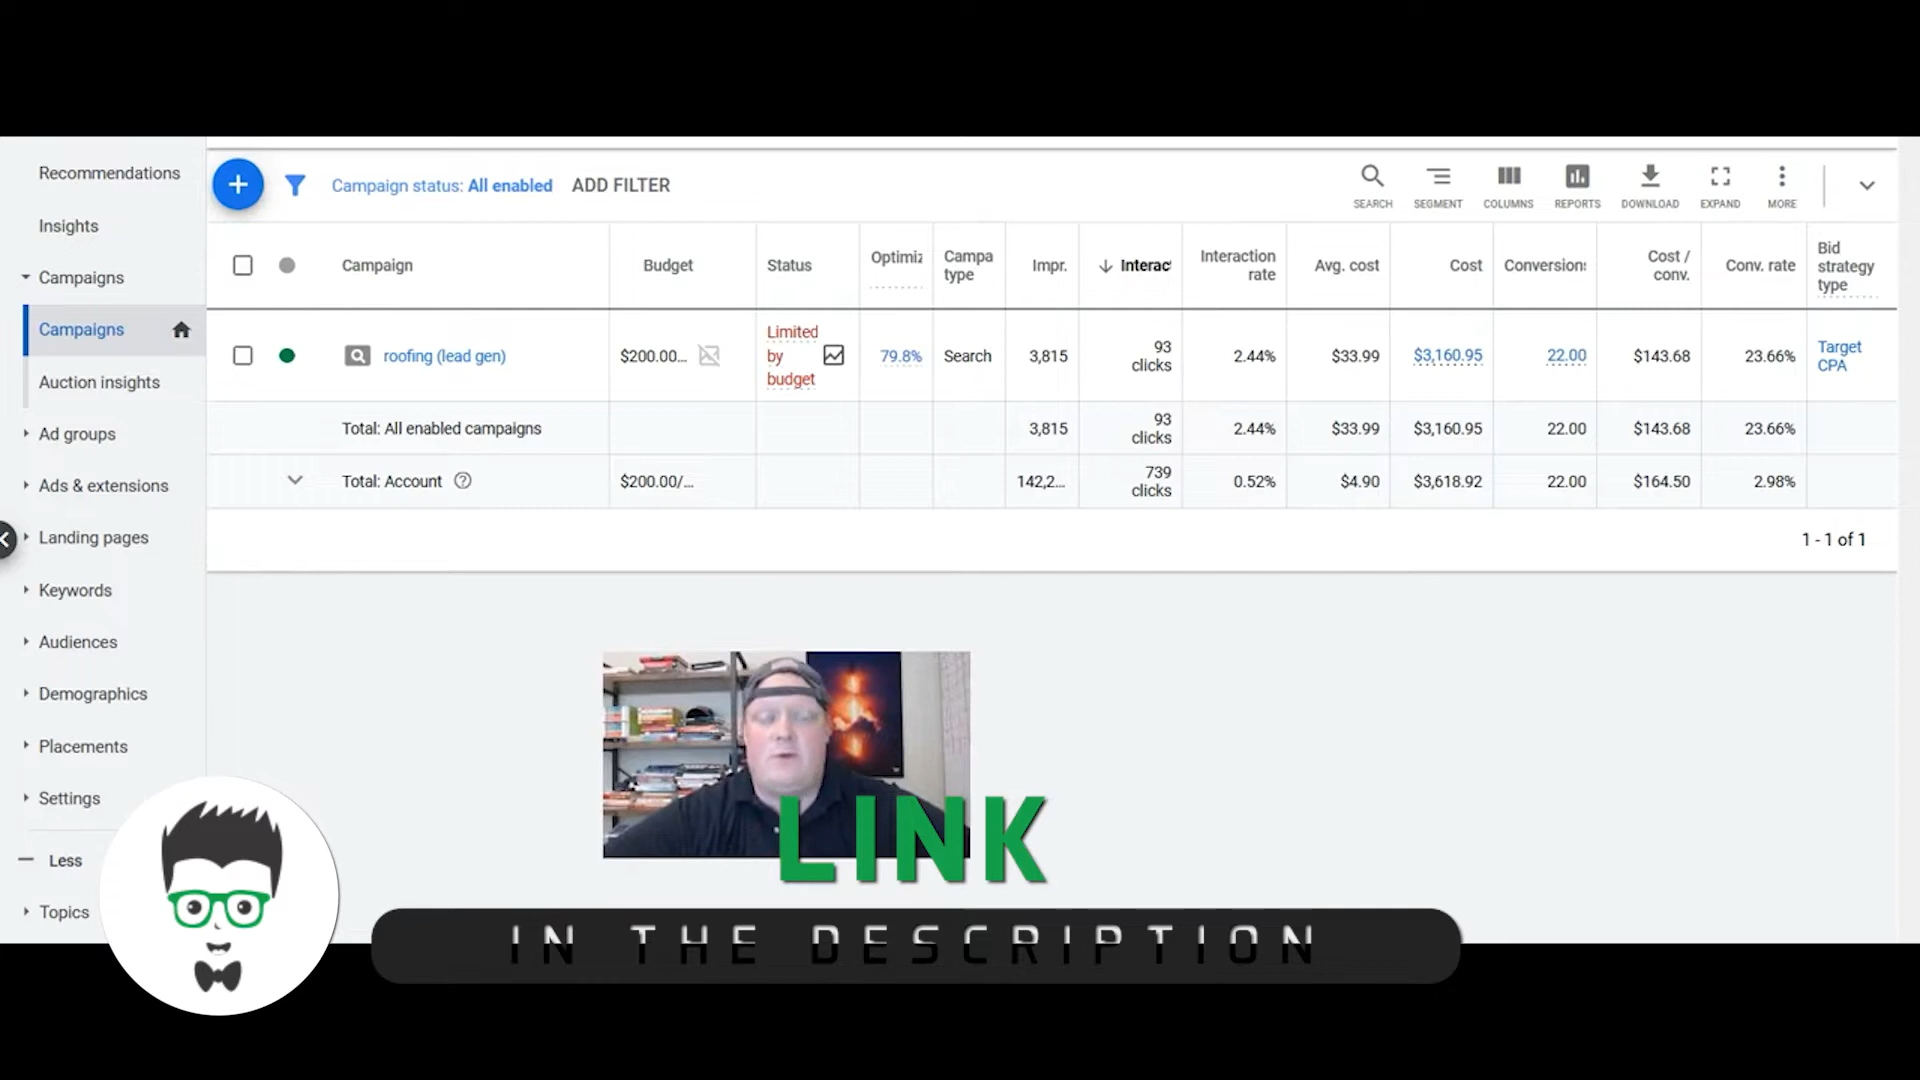 Recommendations
Insights
Campaigns
Campaigns
Auction insights
Ad groups
Ads & extensions
Landing pages
Keywords
Audiences
Demographics
Placements
Settings
Less
Topics
Campaign status: All enabled ADD FILTER
SEARCH SEGMENT COLUMNS REPORTS DOWNLOAD EXPAND MORE
Campaign Budget Status Optimiz Campa type Impr. Interac Interaction rate Avg. cost Cost Conversions Cost / conv. Conv. rate Bid strategy type
roofing (lead gen) $200.00... Limited by budget 79.8% Search 3,815 93 clicks 2.44% $33.99 $3,160.95 22.00 $143.68 23.66% Target CPA
Total: All enabled campaigns 3,815 93 clicks 2.44% $33.99 $3,160.95 22.00 $143.68 23.66%
Total: Account $200.00/... 142,2... 739 clicks 0.52% $4.90 $3,618.92 22.00 $164.50 2.98%
1 - 1 of 1
LINK
IN THE DESCRIPTION